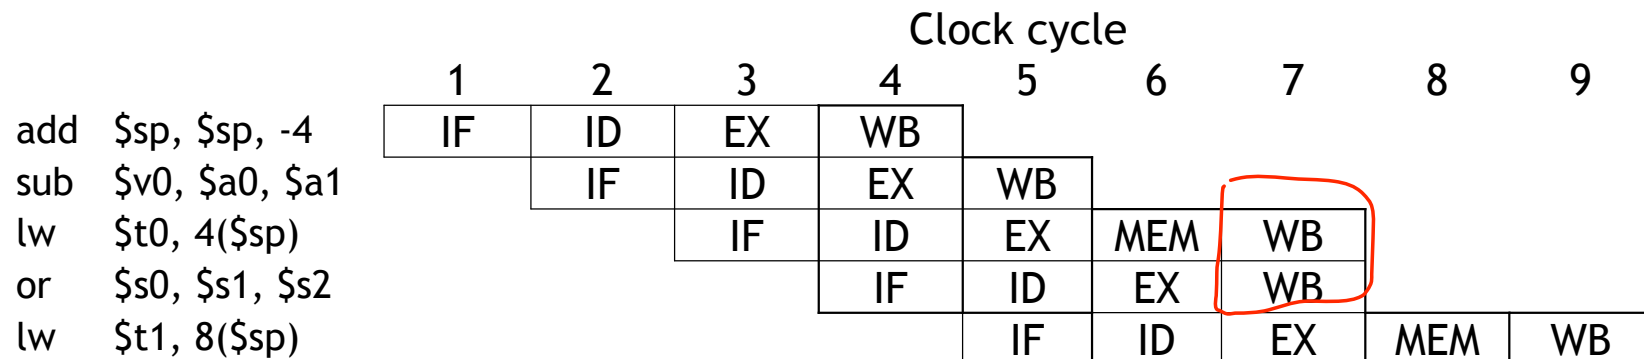 Clock cycle
1 2 3 4 5 6 7 8 9
add $sp, $sp, -4 IF ID EX WB
sub $v0, $a0, $a1 IF ID EX WB
lw $t0, 4($sp) IF ID EX MEM WB
or $s0, $s1, $s2 IF ID EX WB
lw $t1, 8($sp) IF ID EX MEM WB